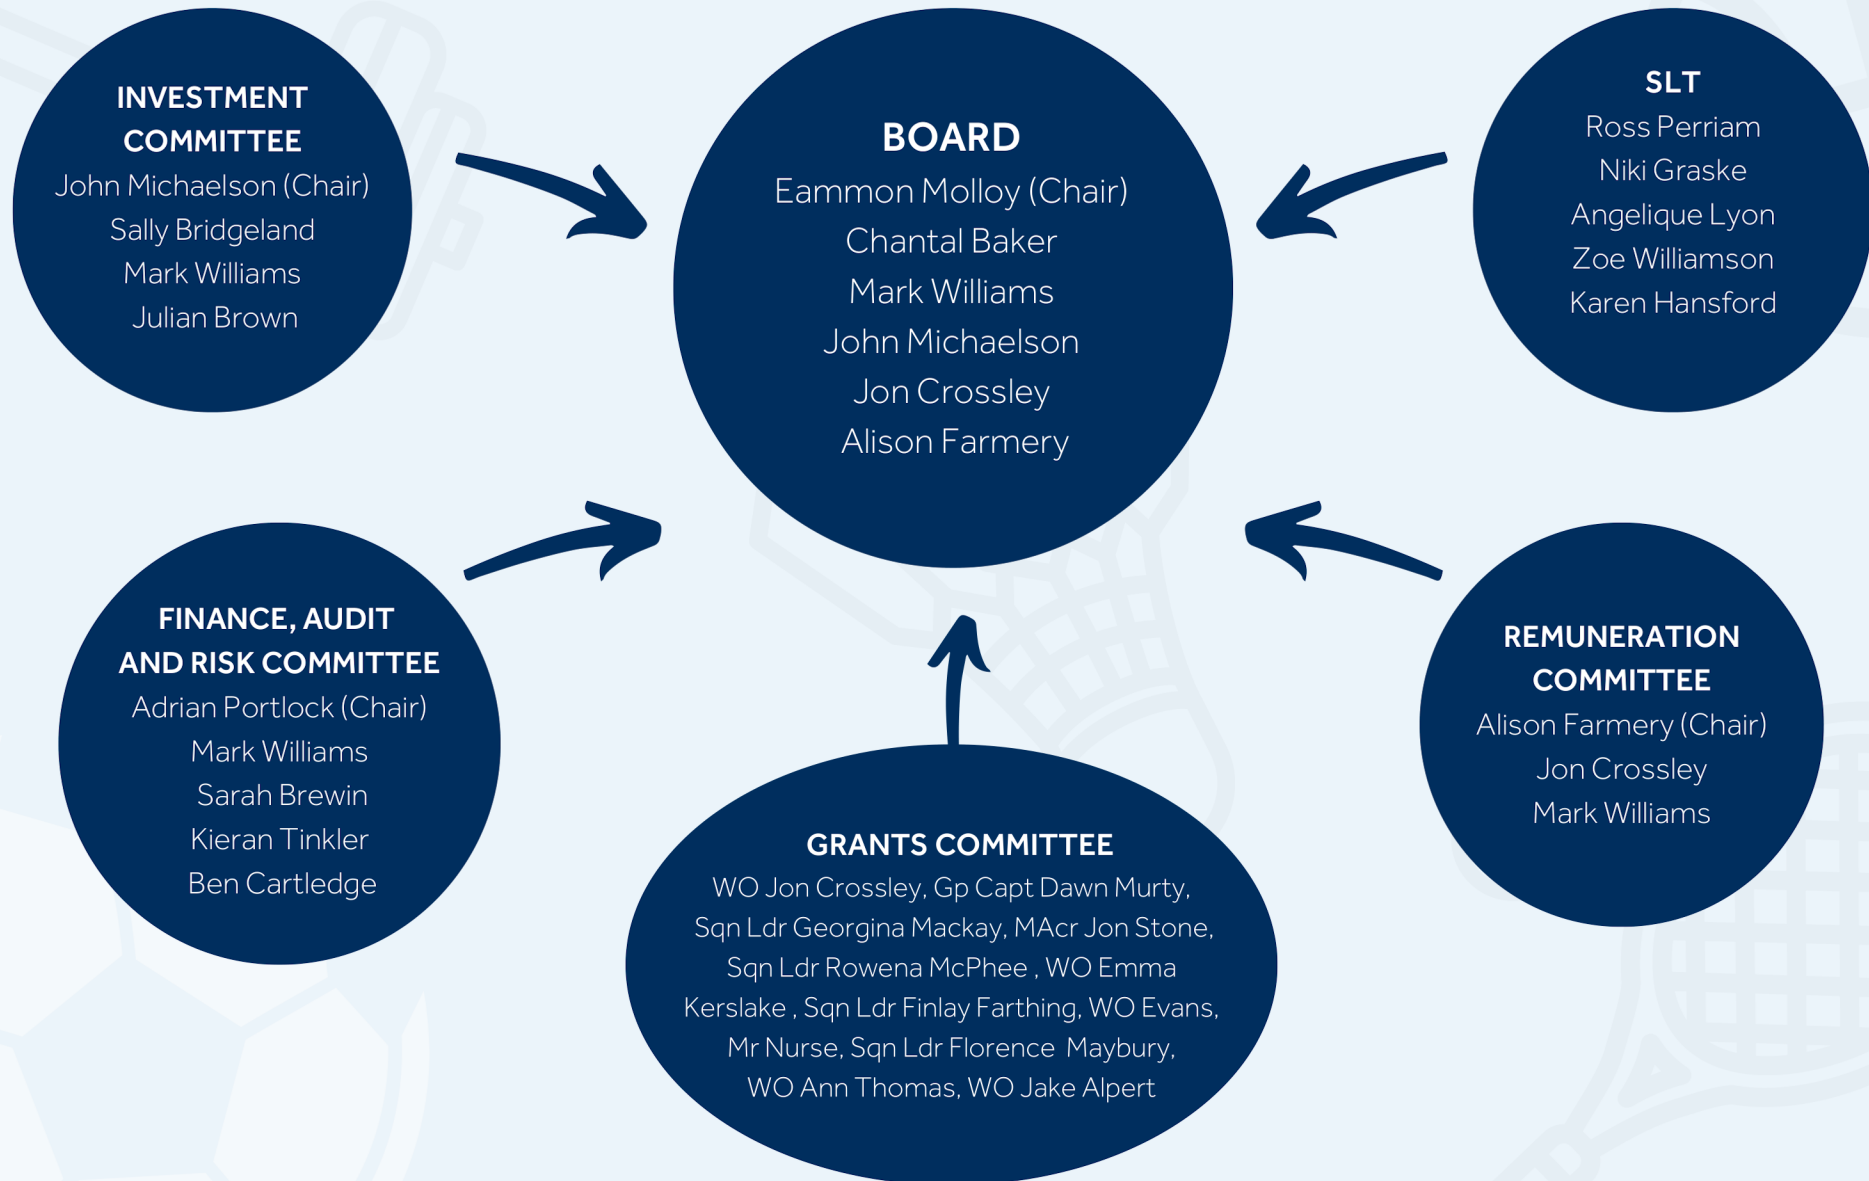 INVESTMENT
COMMITTEE
John Michaelson (Chair)
Sally Bridgeland
Mark Williams
Julian Brown
BOARD
Eammon Molloy (Chair)
Chantal Baker
Mark Williams
John Michaelson
Jon Crossley
Alison Farmery
SLT
Ross Perriam
Niki Graske
Angelique Lyon
Zoe Williamson
Karen Hansford
FINANCE, AUDIT
AND RISK COMMITTEE
Adrian Portlock (Chair)
Mark Williams
Sarah Brewin
Kieran Tinkler
Ben Cartledge
GRANTS COMMITTEE
WO Jon Crossley, Gp Capt Dawn Murty,
Sqn Ldr Georgina Mackay, MAcr Jon Stone,
Sqn Ldr Rowena McPhee , WO Emma
Kerslake , Sqn Ldr Finlay Farthing, WO Evans,
Mr Nurse, Sqn Ldr Florence Maybury,
WO Ann Thomas, WO Jake Alpert
REMUNERATION
COMMITTEE
Alison Farmery (Chair)
Jon Crossley
Mark Williams